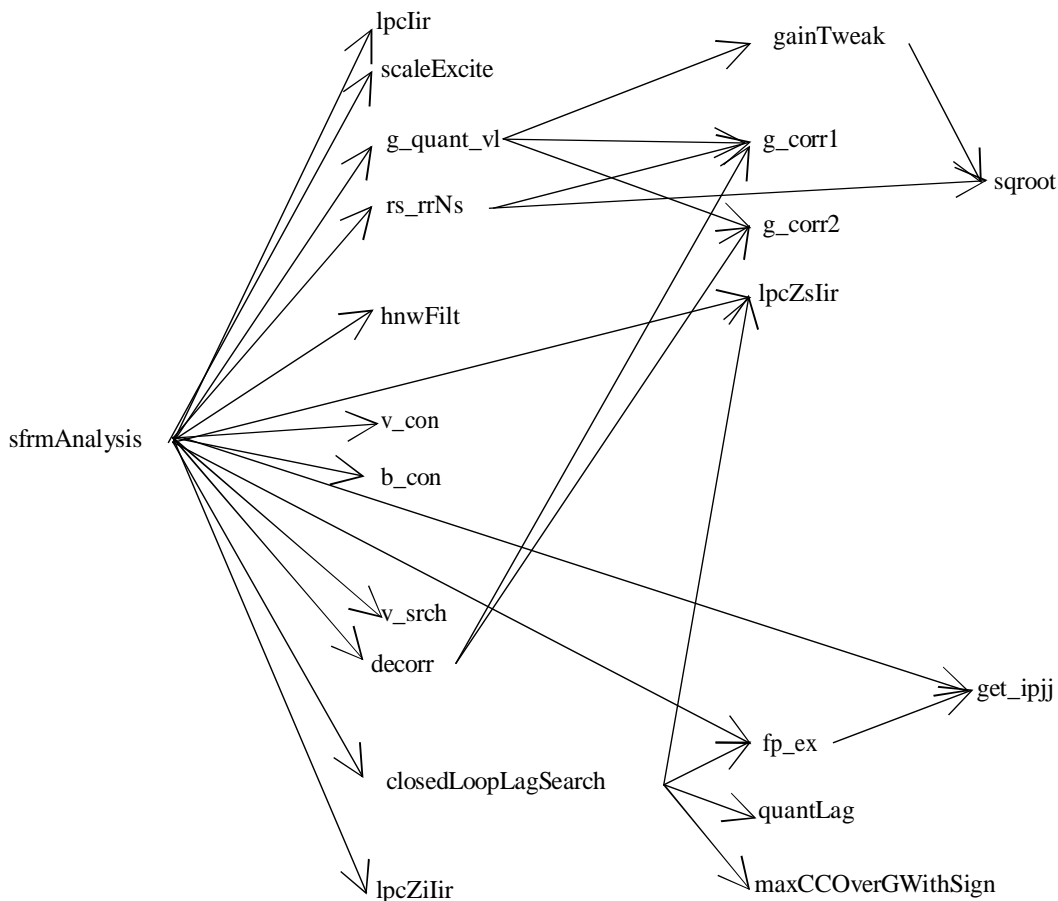 lpcIir
gainTweak
scaleExcite
g_quant_vl
g_corr1
sqroot
rs_rrNs
g_corr2
lpcZsIir
hnwFilt
v_con
sfrmAnalysis
b_con
v_srch
decorr
get_ipjj
fp_ex
closedLoopLagSearch
quantLag
lpcZiIir
maxCCOverGWithSign